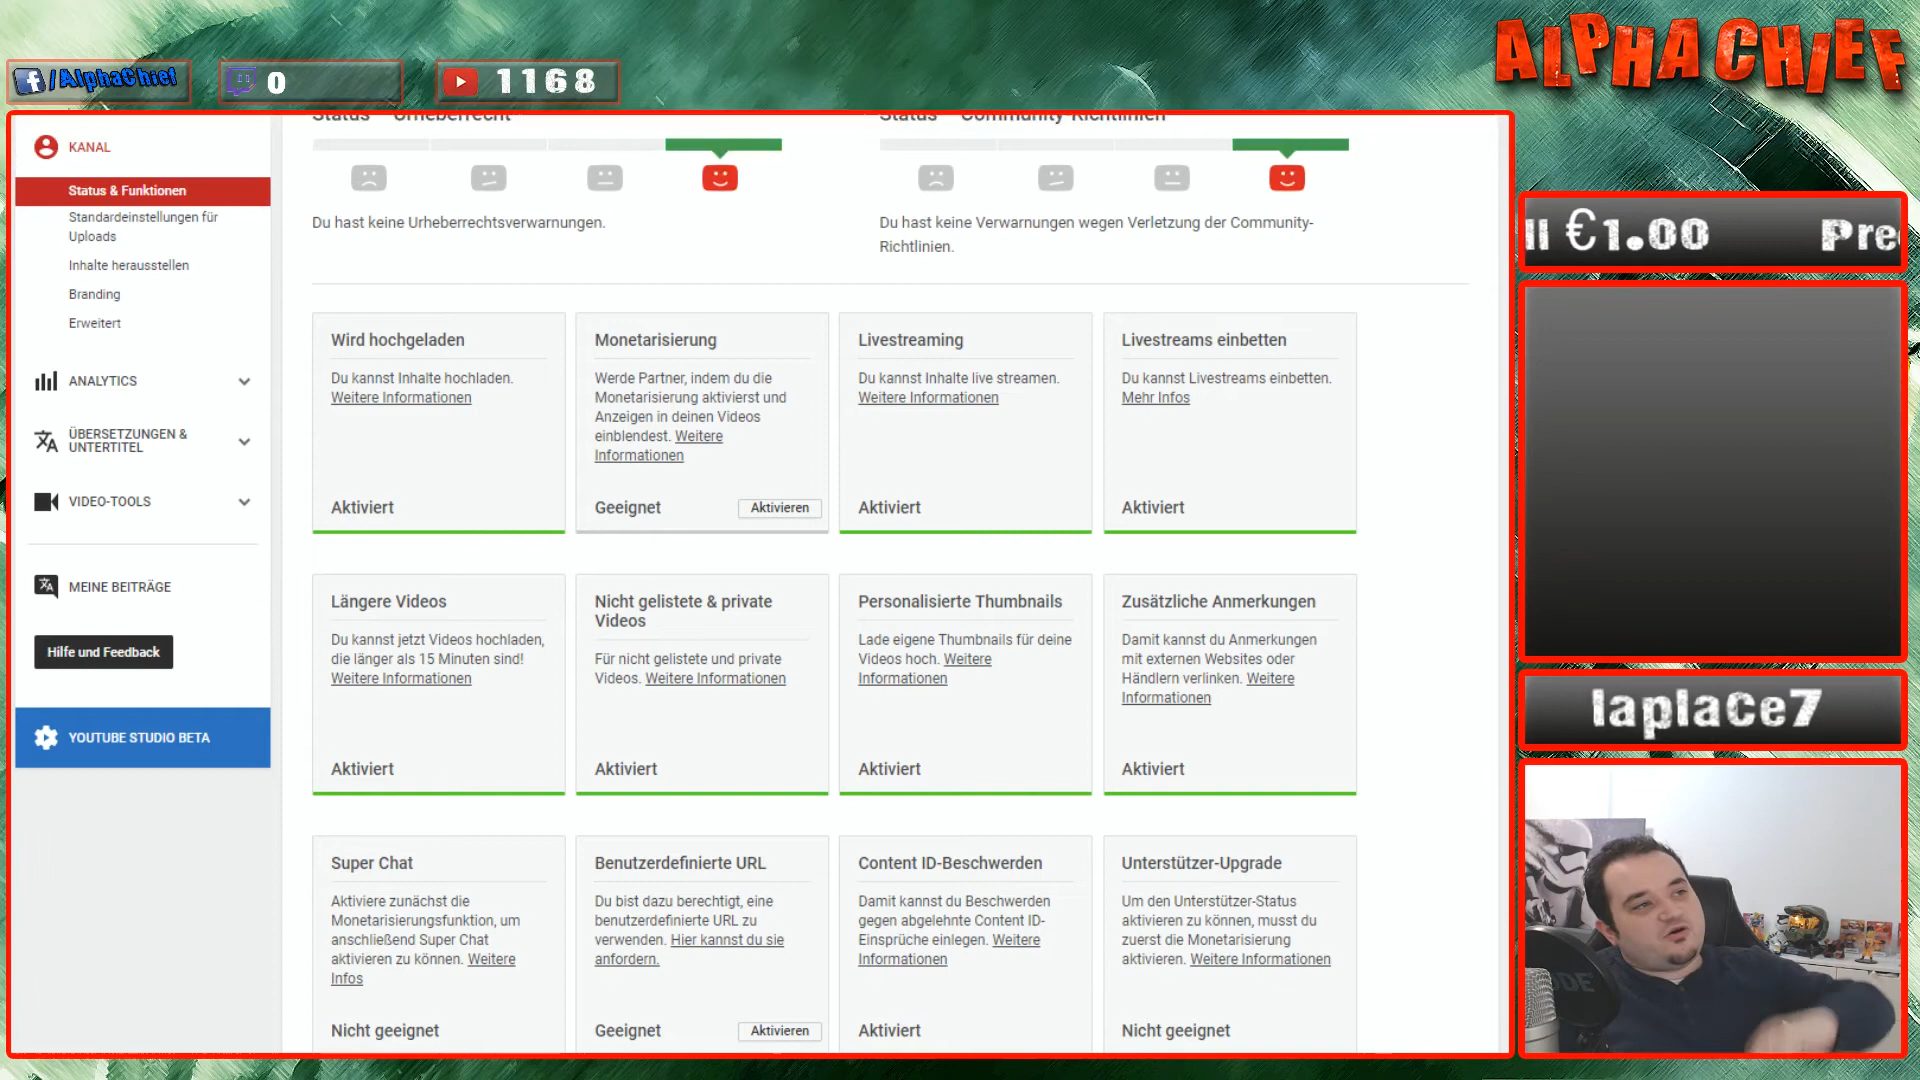 ALPHA CHIEF
f/AlphaChief
0
1168
KANAL
Status & Funktionen
Standardeinstellungen für
Uploads
Inhalte herausstellen
Branding
Erweitert
ANALYTICS
ÜBERSETZUNGEN &
UNTERTITEL
VIDEO-TOOLS
MEINE BEITRÄGE
Hilfe und Feedback
YOUTUBE STUDIO BETA
Status Urheberrecht
Du hast keine Urheberrechtsverwarnungen.
Status Community-Richtlinien
Du hast keine Verwarnungen wegen Verletzung der Community-
Richtlinien.
Wird hochgeladen
Du kannst Inhalte hochladen.
Weitere Informationen
Aktiviert
Monetarisierung
Werde Partner, indem du die
Monetarisierung aktivierst und
Anzeigen in deinen Videos
einblendest. Weitere
Informationen
Geeignet
Aktivieren
Livestreaming
Du kannst Inhalte live streamen.
Weitere Informationen
Aktiviert
Livestreams einbetten
Du kannst Livestreams einbetten.
Mehr Infos
Aktiviert
Längere Videos
Du kannst jetzt Videos hochladen,
die länger als 15 Minuten sind!
Weitere Informationen
Aktiviert
Nicht gelistete & private
Videos
Für nicht gelistete und private
Videos. Weitere Informationen
Aktiviert
Personalisierte Thumbnails
Lade eigene Thumbnails für deine
Videos hoch. Weitere
Informationen
Aktiviert
Zusätzliche Anmerkungen
Damit kannst du Anmerkungen
mit externen Websites oder
Händlern verlinken. Weitere
Informationen
Aktiviert
Super Chat
Aktiviere zunächst die
Monetarisierungsfunktion, um
anschließend Super Chat
aktivieren zu können. Weitere
Infos
Nicht geeignet
Benutzerdefinierte URL
Du bist dazu berechtigt, eine
benutzerdefinierte URL zu
verwenden. Hier kannst du sie
anfordern.
Geeignet
Aktivieren
Content ID-Beschwerden
Damit kannst du Beschwerden
gegen abgelehnte Content ID-
Einsprüche einlegen. Weitere
Informationen
Aktiviert
Unterstützer-Upgrade
Um den Unterstützer-Status
aktivieren zu können, musst du
zuerst die Monetarisierung
aktivieren. Weitere Informationen
Nicht geeignet
ll €1.00 Pre
laplaCe7